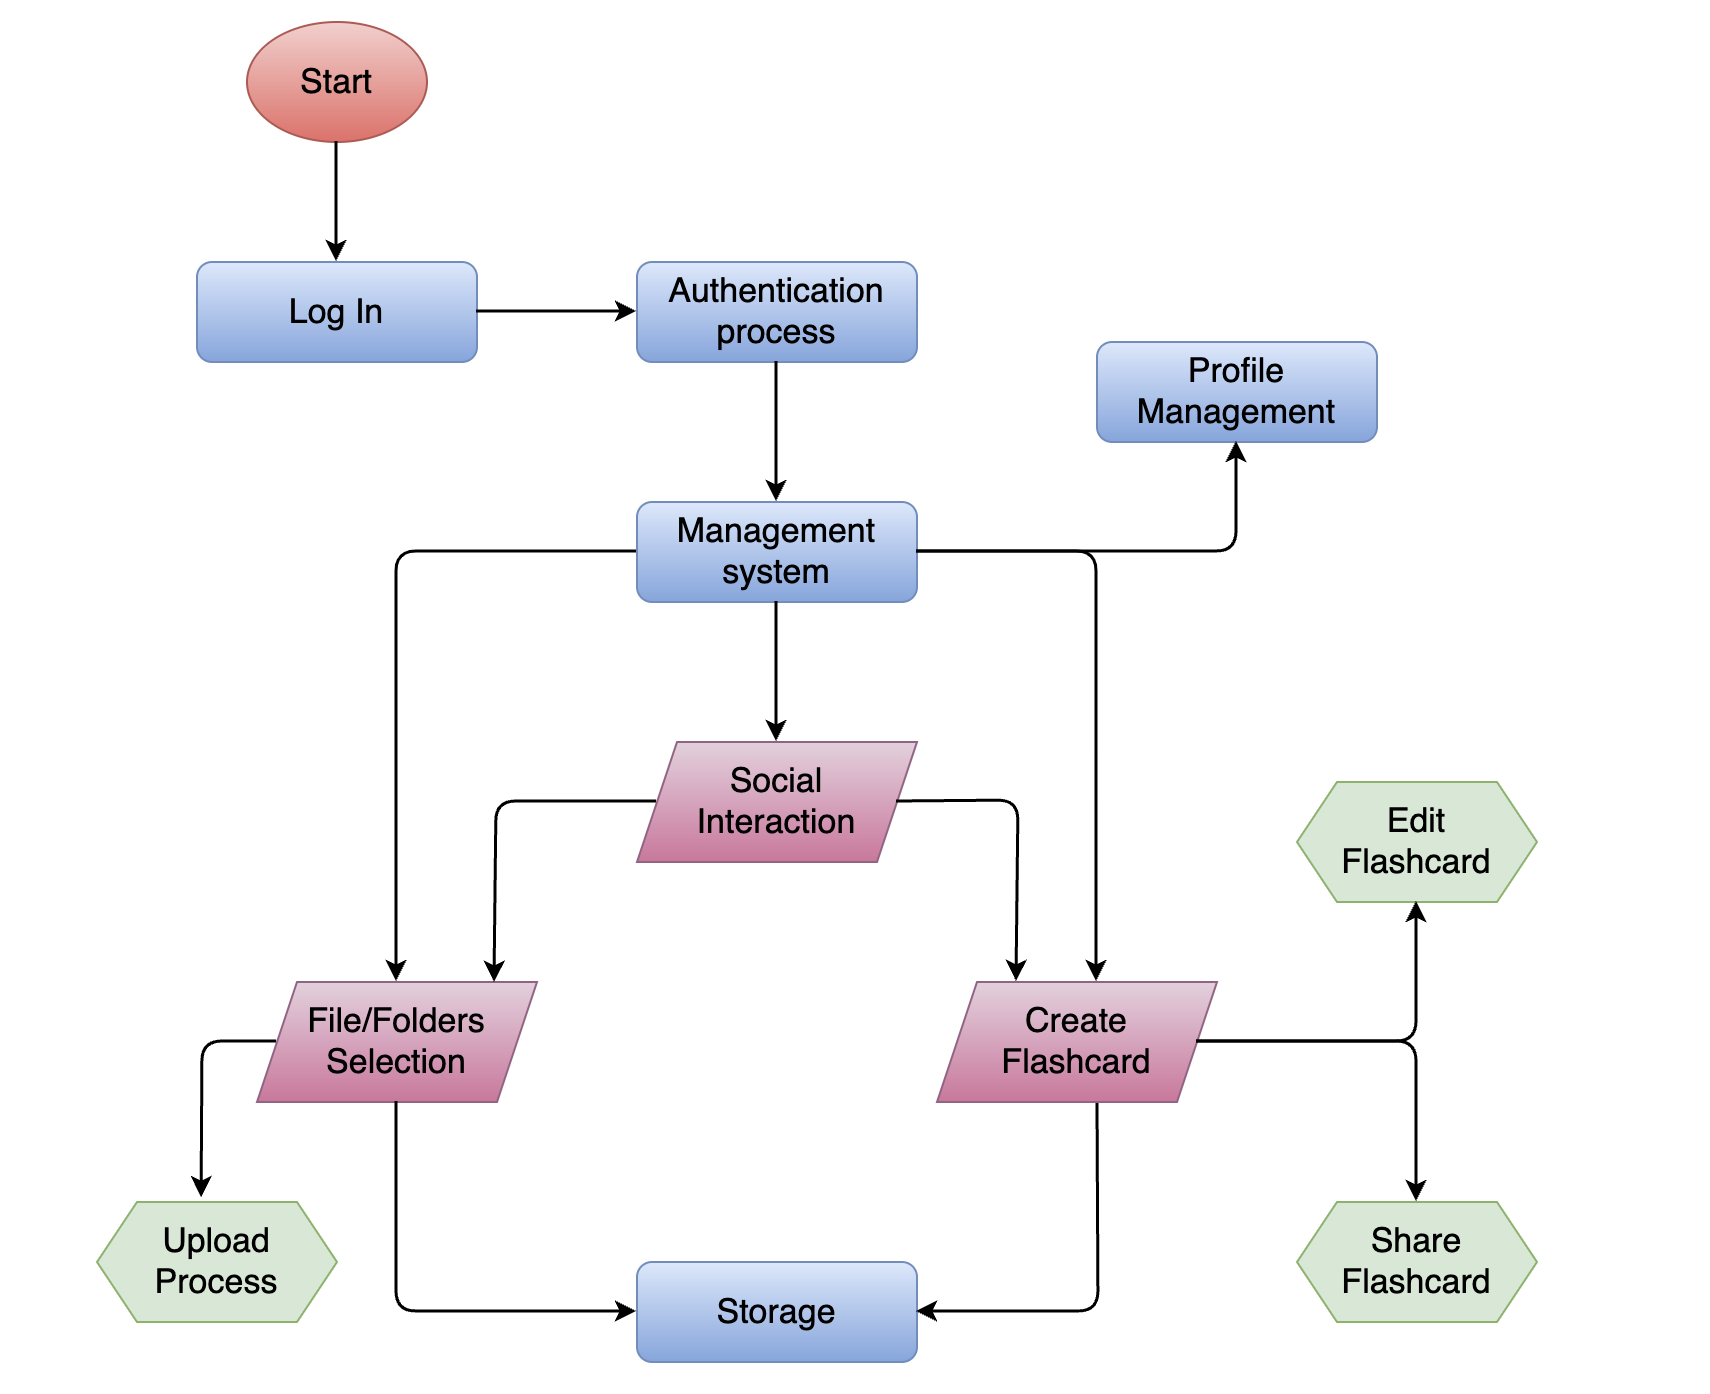 Start
Log In
Authentication
process
Profile
Management
Management
system
Social
Interaction
Edit
Flashcard
File/Folders
Selection
Create
Flashcard
Upload
Process
Share
Flashcard
Storage